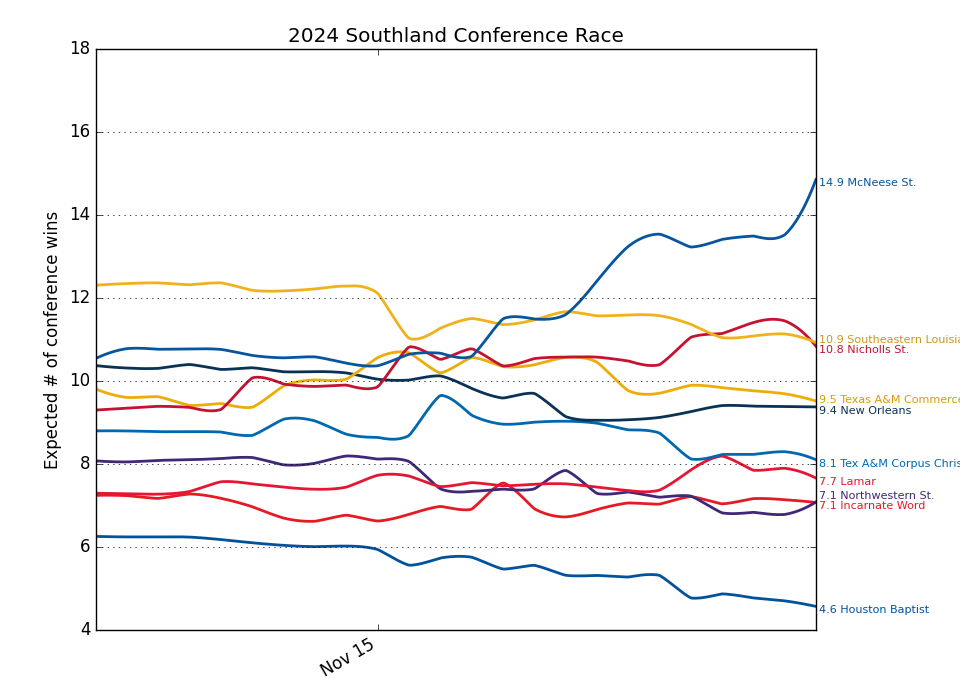 2024 Southland Conference Race
Expected # of conference wins
18
16
14
12
10
8
6
4
Nov 15
14.9 McNeese St.
10.9 Southeastern Louisia
10.8 Nicholls St.
9.5 Texas A&M Commerce
9.4 New Orleans
8.1 Tex A&M Corpus Chris
7.7 Lamar
7.1 Northwestern St.
7.1 Incarnate Word
4.6 Houston Baptist